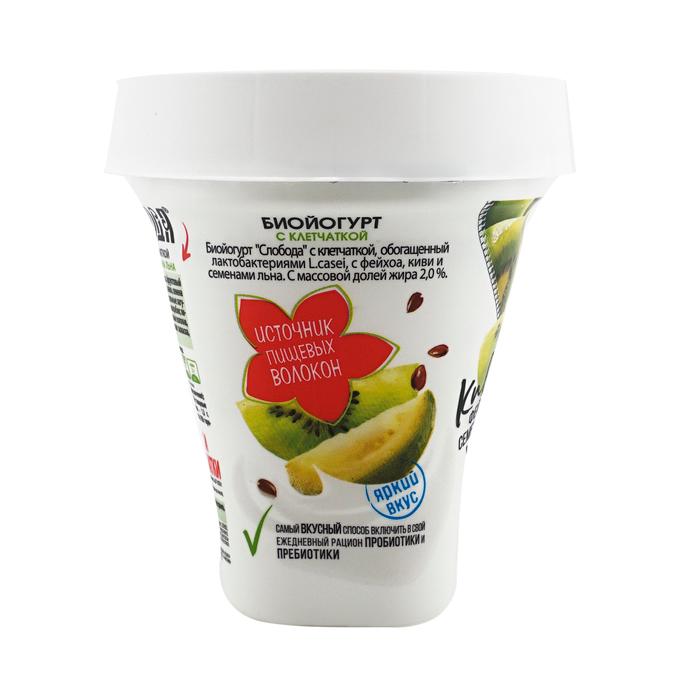 БИОЙОГУРТ
С КЛЕТЧАТКОЙ
Биойогурт "Слобода" с клетчаткой, обогащенный
лактобактериями L.casei, с фейхоа, киви и
семенами льна. С массовой долей жира 2,0 %.
ИСТОЧНИК
ПИЩЕВЫХ
ВОЛОКОН
ЯРКИЙ
ВКУС
САМЫЙ ВКУСНЫЙ СПОСОБ ВКЛЮЧИТЬ В СВОЙ
ЕЖЕДНЕВНЫЙ РАЦИОН ПРОБИОТИКИ И
ПРЕБИОТИКИ